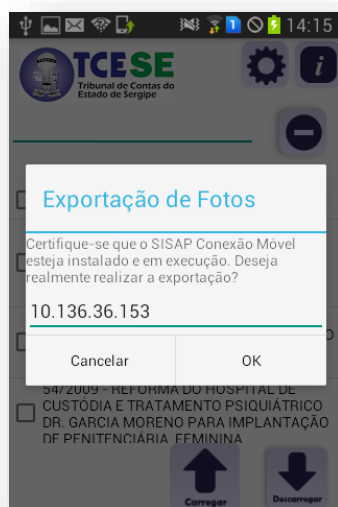 14:15
TCESE
Tribunal de Contas do
Estado de Sergipe
Exportação de Fotos
Certifique-se que o SISAP Conexão Móvel
esteja instalado e em execução. Deseja
realmente realizar a exportação?
10.136.36.153
Cancelar
OK
54/2009 - REFORMA DO HOSPITAL DE
CUSTÓDIA E TRATAMENTO PSIQUIÁTRICO
DR. GARCIA MORENO PARA IMPLANTAÇÃO
DE PENITENCIÁRIA FEMININA
Carregar
Descarregar